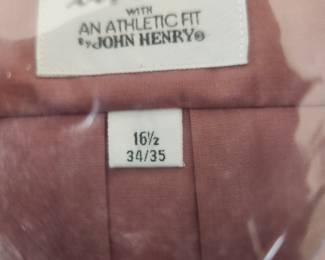 WITH
AN ATHLETIC FIT
BY JOHN HENRY®
16½
34/35